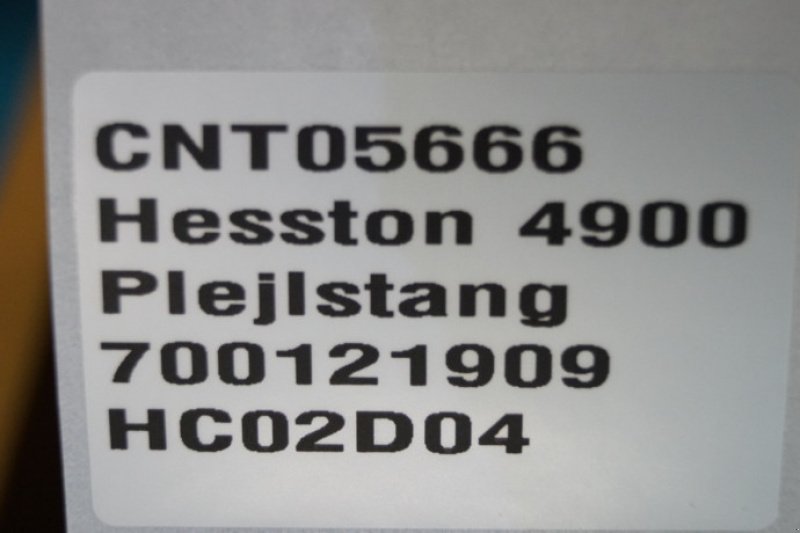 CNT05666
Hesston 4900
Plejlstang
700121909
HC02D04